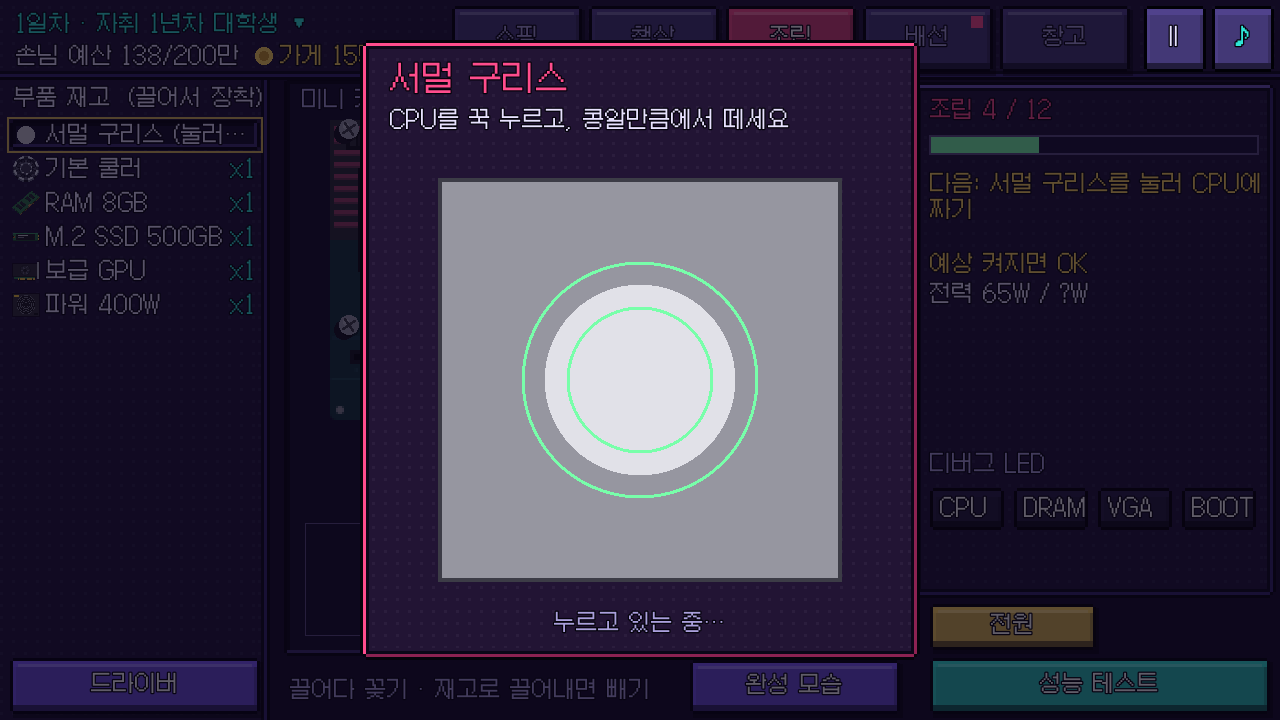 1일차 · 자취 1년차 대학생 ▼
손님 예산 138/200만 가게 15
쇼핑
책상
조립
배선
창고
부품 재고 (끌어서 장착)
서멀 구리스 (눌러…
기본 쿨러 x1
RAM 8GB x1
M.2 SSD 500GB x1
보급 GPU x1
파워 400W x1
드라이버
미니
서멀 구리스
CPU를 꾹 누르고, 콩알만큼에서 떼세요
누르고 있는 중…
끌어다 꽂기 · 재고로 끌어내면 빼기
완성 모습
조립 4 / 12
다음: 서멀 구리스를 눌러 CPU에
짜기
예상 켜지면 OK
전력 65W / ?W
디버그 LED
CPU DRAM VGA BOOT
전원
성능 테스트